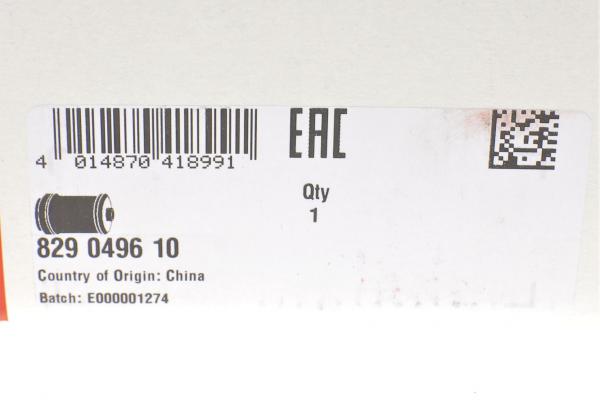 4 014870 418991
EAC
Qty
1
829 0496 10
Country of Origin: China
Batch: E000001274